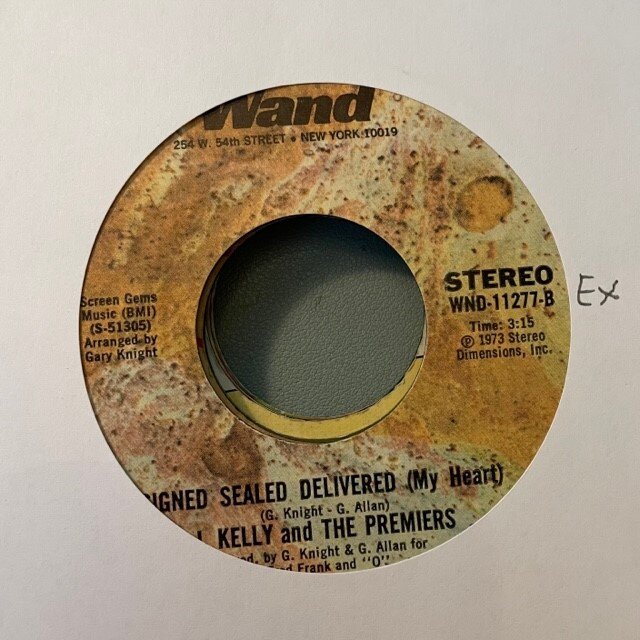 Wand
254 W. 54th STREET • NEW YORK 10019
STEREO
WND-11277-B
Time: 3:15
Ⓟ 1973 Stereo
Dimensions, Inc.
EX
Screen Gems
Music (BMI)
(S-51305)
Arranged by
Gary Knight
IGNED SEALED DELIVERED (My Heart)
(G. Knight - G. Allan)
KELLY and THE PREMIERS
d. by G. Knight & G. Allan for
d Frank and "O"